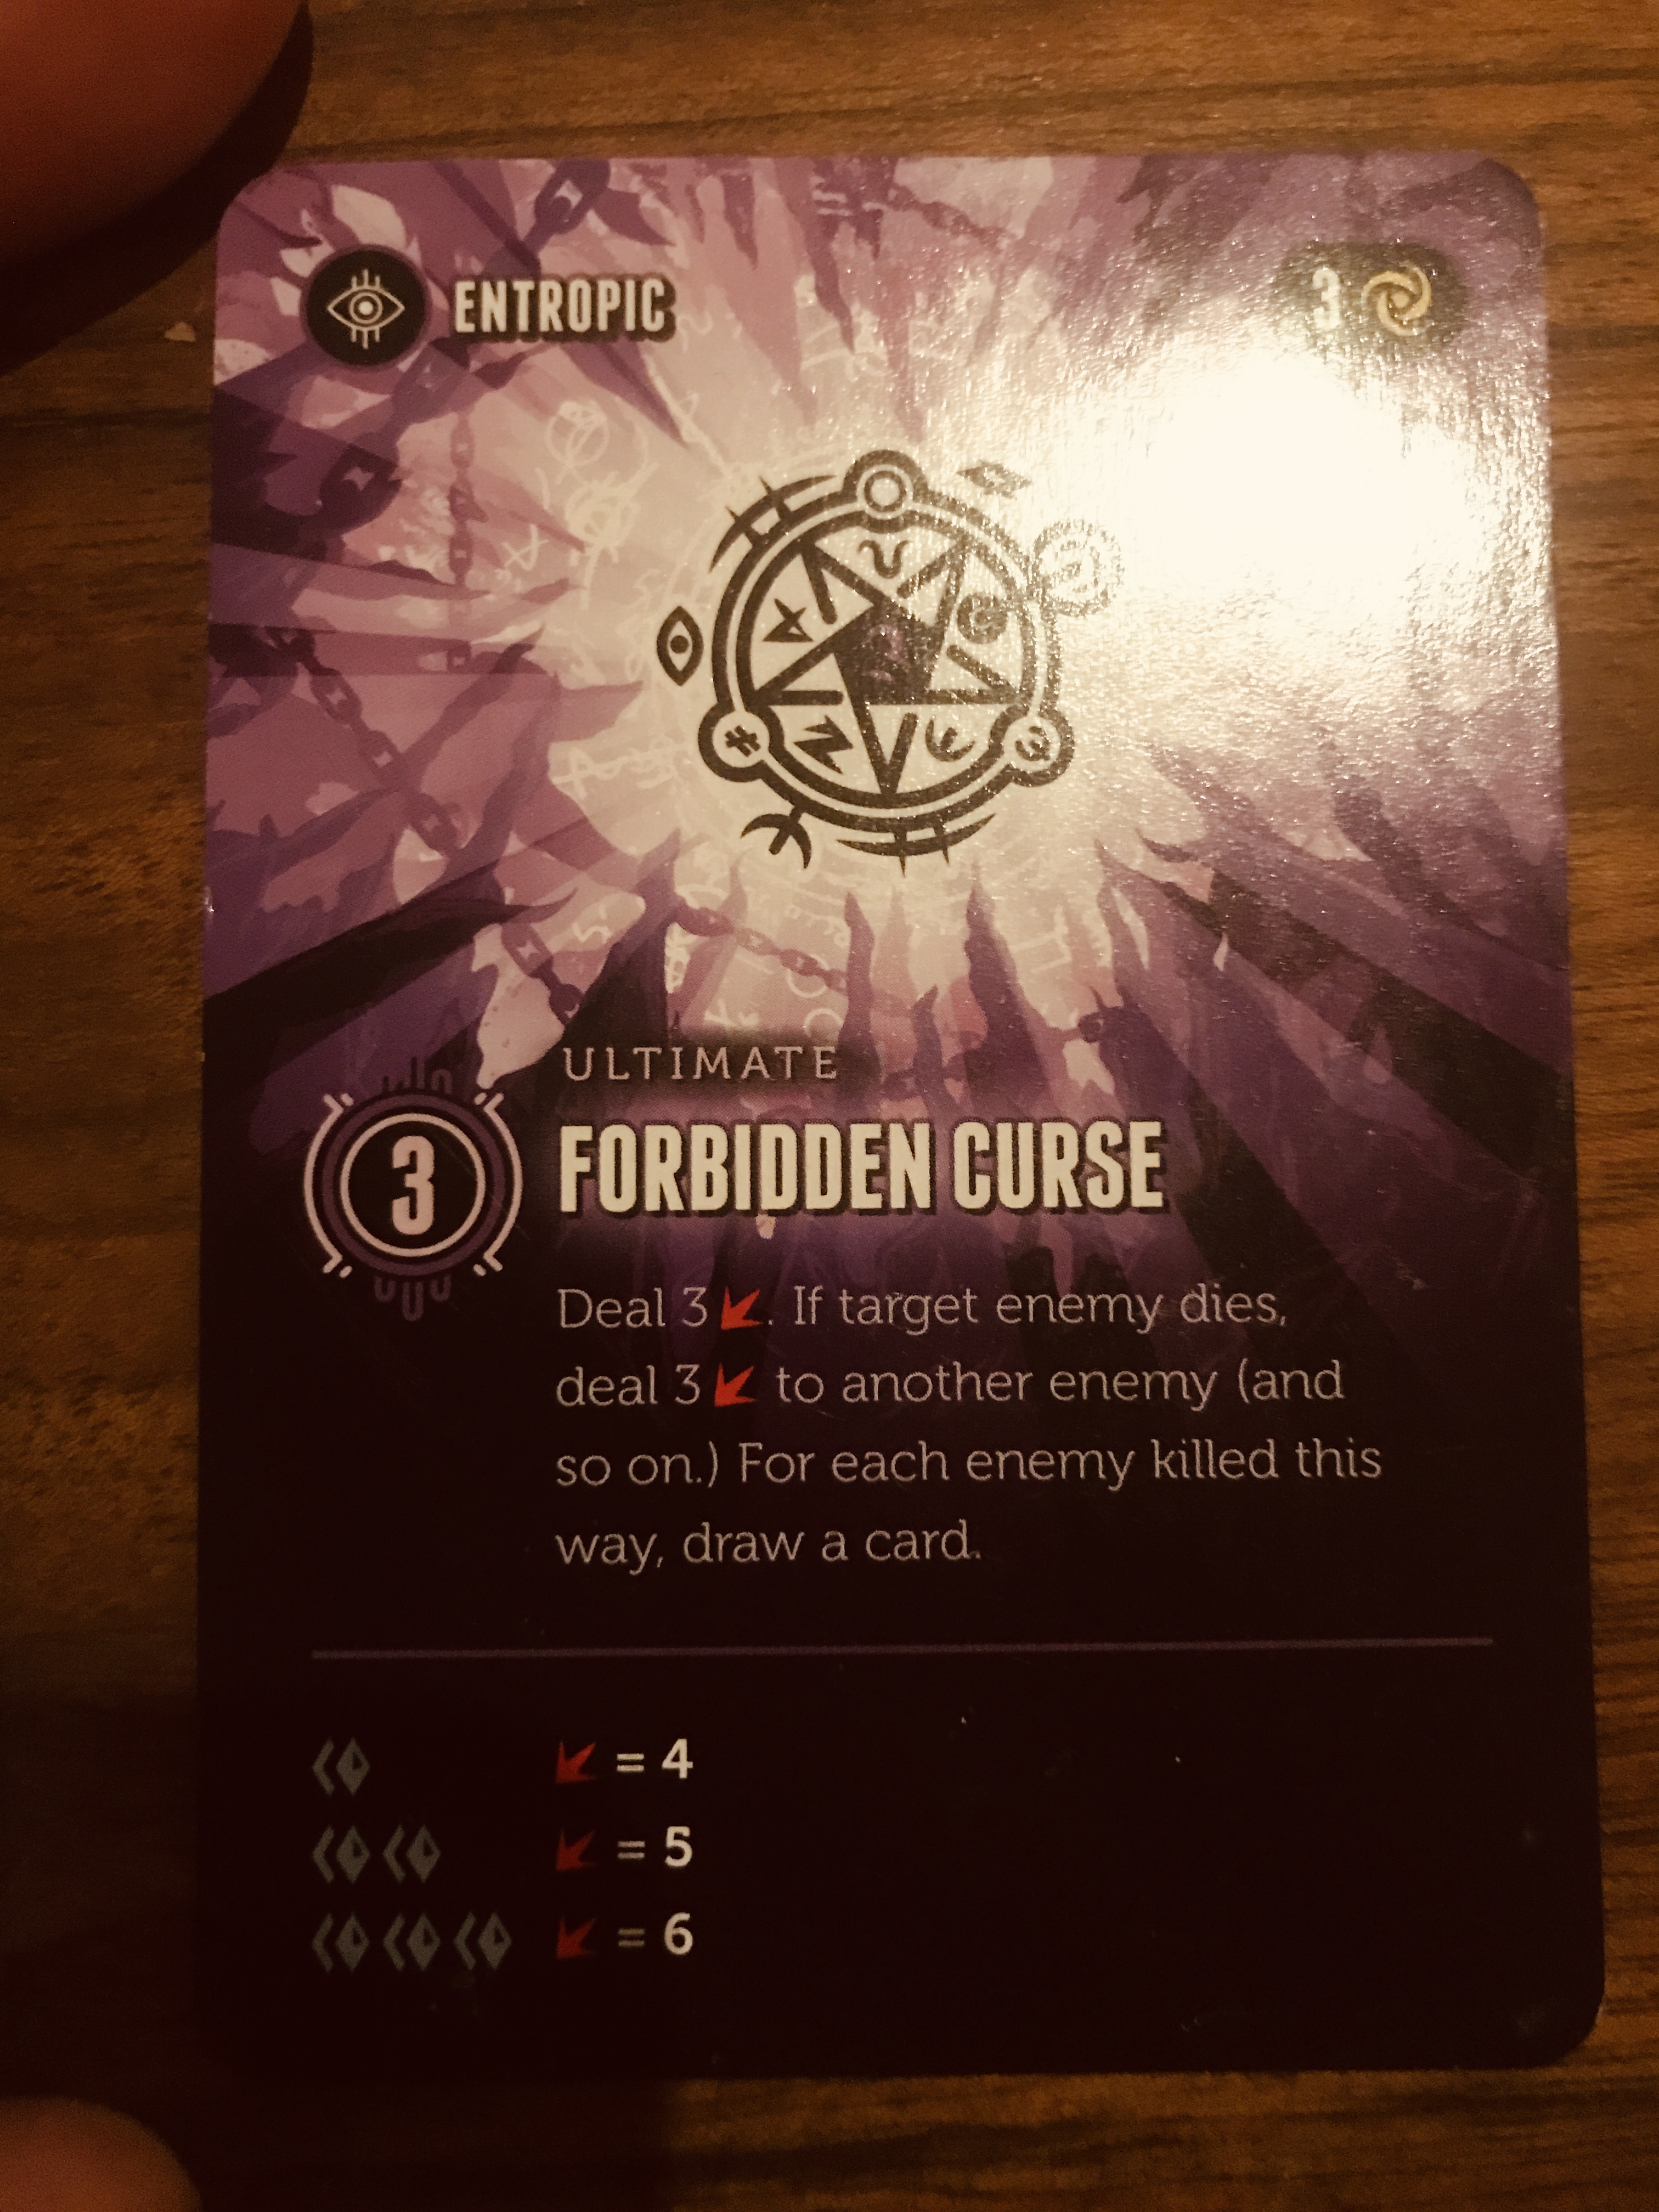 ENTROPIC
3
ULTIMATE
3
FORBIDDEN CURSE
Deal 3. If target enemy dies,
deal 3 to another enemy (and
so on.) For each enemy killed this
way, draw a card.
= 4
= 5
= 6